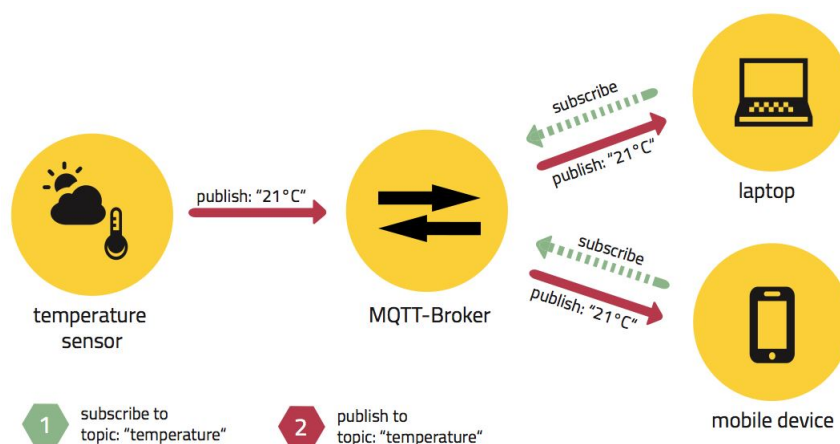 subscribe
publish: "21°C"
laptop
publish: "21°C"
temperature
sensor
MQTT-Broker
subscribe
publish: "21°C"
mobile device
1
subscribe to
topic: "temperature"
2
publish to
topic: "temperature"